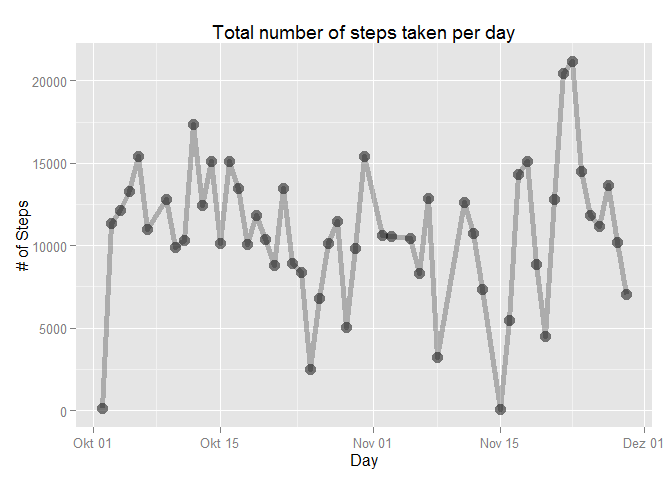 Total number of steps taken per day
# of Steps
20000
15000
10000
5000
0
Okt 01 Okt 15 Nov 01 Nov 15 Dez 01
Day